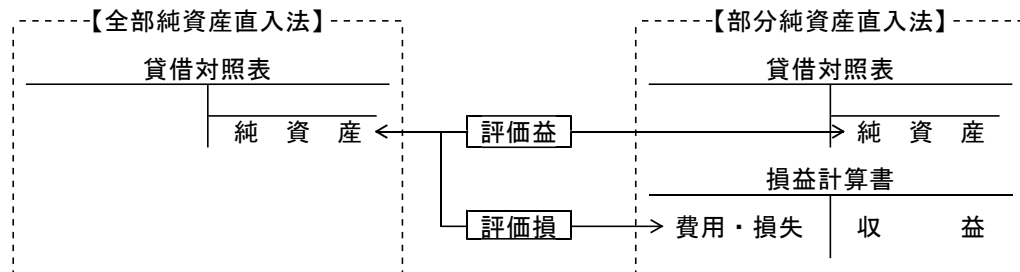 【全部純資産直入法】
貸借対照表
純資産
評価益
評価損
【部分純資産直入法】
貸借対照表
純資産
損益計算書
費用・損失 収益